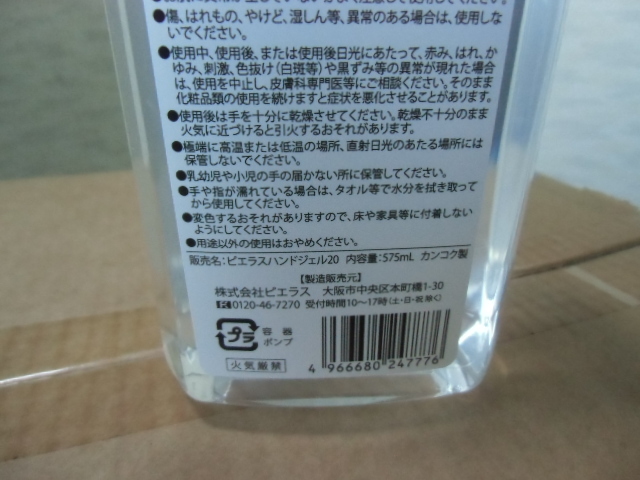 ●傷、はれもの、やけど、湿しん等、異常のある場合は、使用しな
いでください。
●使用中、使用後、または使用後日光にあたって、赤み、はれ、か
ゆみ、刺激、色抜け(白斑等)や黒ずみ等の異常が現れた場合
は、使用を中止し、皮膚科専門医等にご相談ください。そのまま
化粧品類の使用を続けますと症状を悪化させることがあります。
●使用後は手を十分に乾燥させてください。乾燥不十分のまま
火気に近づけると引火するおそれがあります。
●極端に高温または低温の場所、直射日光のあたる場所には
保管しないでください。
●乳幼児や小児の手の届かない所に保管してください。
●手や指が濡れている場合は、タオル等で水分を拭き取って
から使用してください。
●変色するおそれがありますので、床や家具等に付着しない
ようにしてください。
●用途以外の使用はおやめください。
販売名:ビエラスハンドジェル20 内容量:575mL カンコク製
【製造販売元】
株式会社ビエラス 大阪市中央区本町橋1-30
0120-46-7270 受付時間10〜17時(土・日・祝除く)
プラ
容器
ポンプ
火気厳禁
4 966680 247776